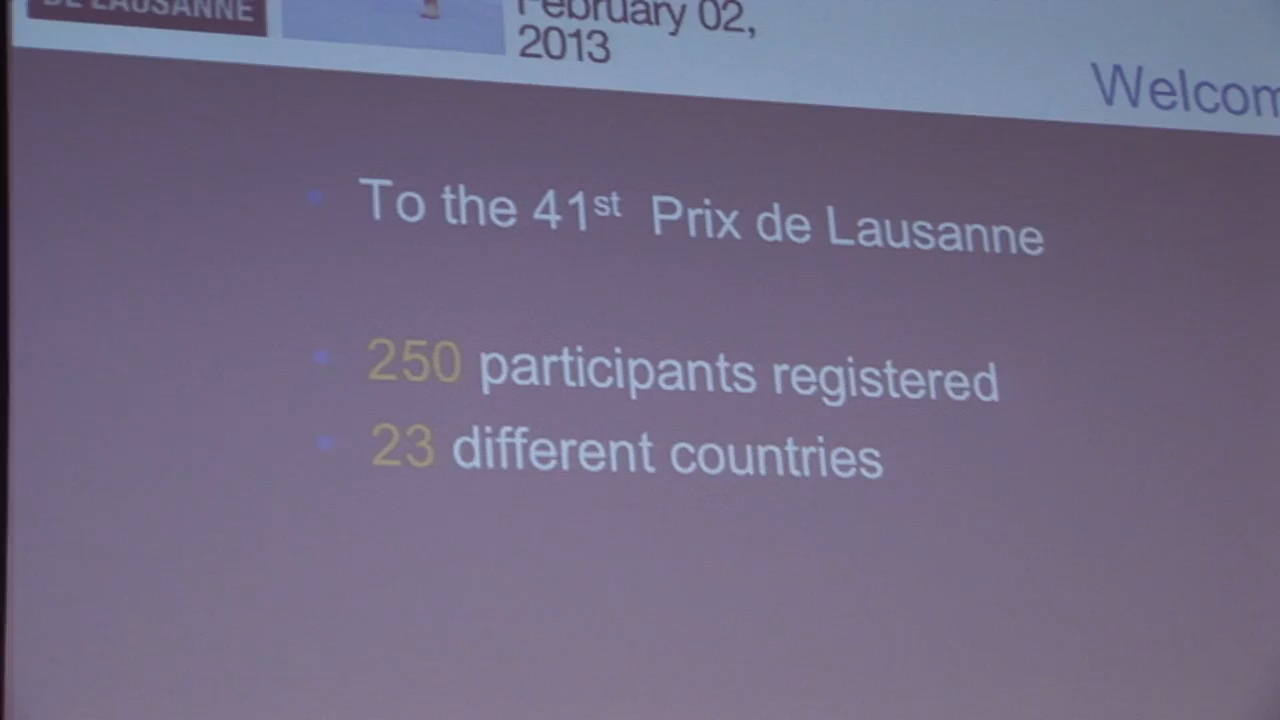 DE LAUSANNE
February 02,
2013
Welcom
To the 41st Prix de Lausanne
250 participants registered
23 different countries